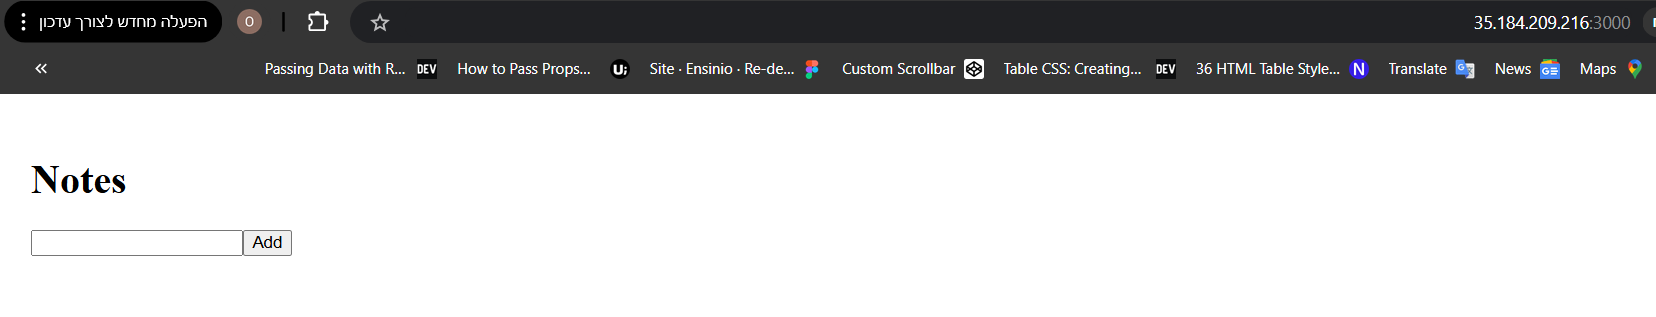 הפעלה מחדש לצורך עדכון
O
35.184.209.216:3000
Passing Data with R... DEV
How to Pass Props... U;
Site · Ensinio · Re-de...
Custom Scrollbar
Table CSS: Creating... DEV
36 HTML Table Style... N
Translate
News
Maps
Notes
Add